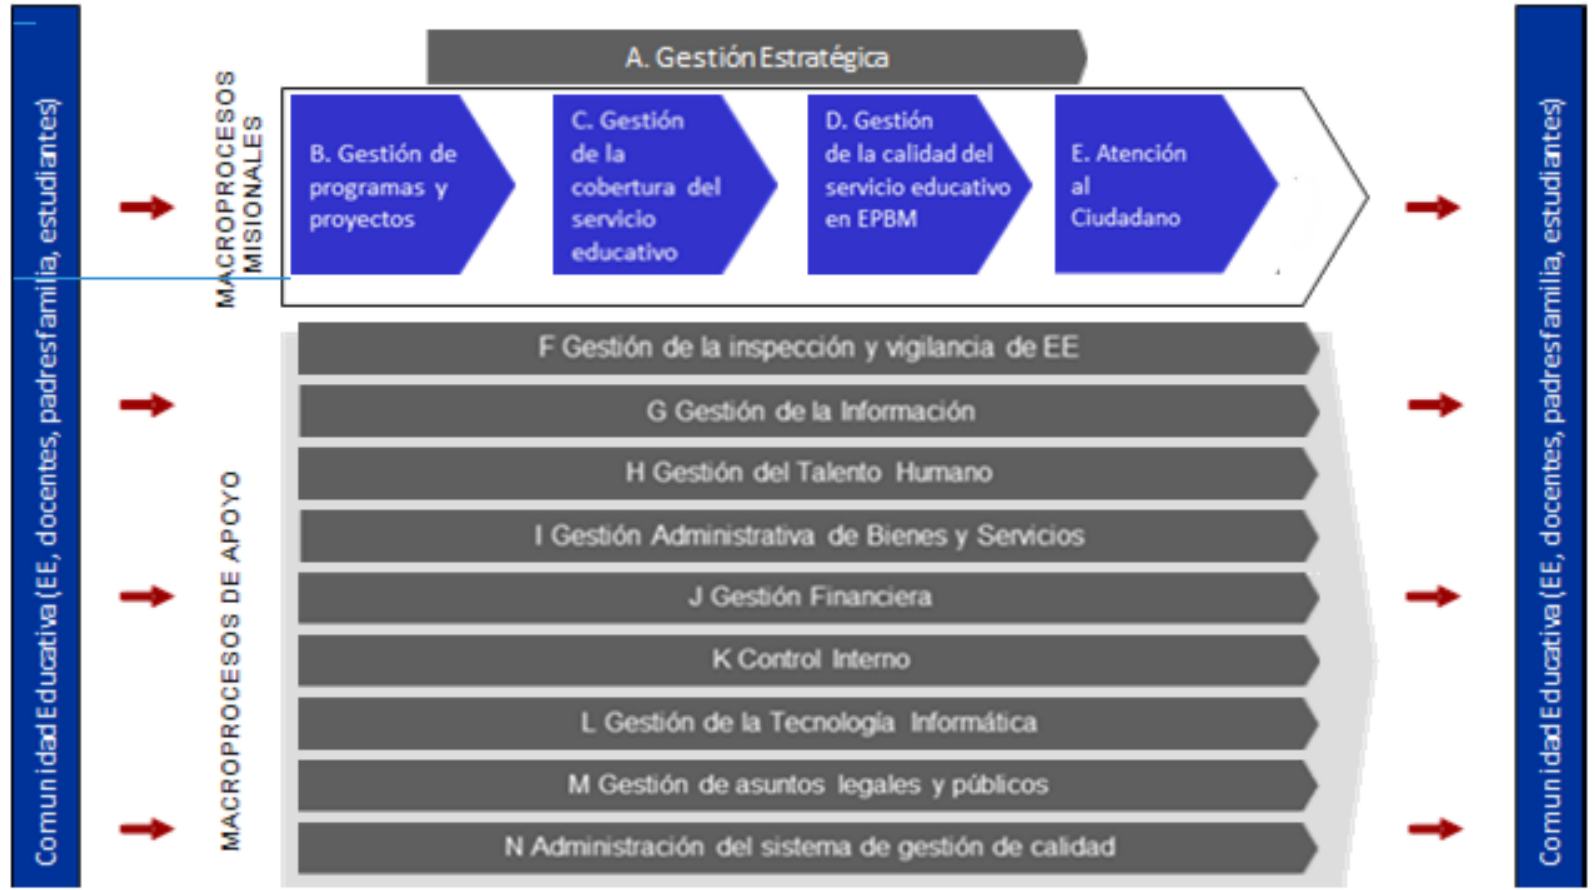 Comunidad Educativa (EE, docentes, padresfamilia, estudiantes)
MACROPROCESOS
MISIONALES
A. Gestión Estratégica
B. Gestión de
programas y
proyectos
C. Gestión
de la
cobertura del
servicio
educativo
D. Gestión
de la calidad del
servicio educativo
en EPBM
E. Atención
al
Ciudadano
MACROPROCESOS DE APOYO
F Gestión de la inspección y vigilancia de EE
G Gestión de la Información
H Gestión del Talento Humano
I Gestión Administrativa de Bienes y Servicios
J Gestión Financiera
K Control Interno
L Gestión de la Tecnología Informática
M Gestión de asuntos legales y públicos
N Administración del sistema de gestión de calidad
Comunidad Educativa (EE, docentes, padresfamilia, estudiantes)